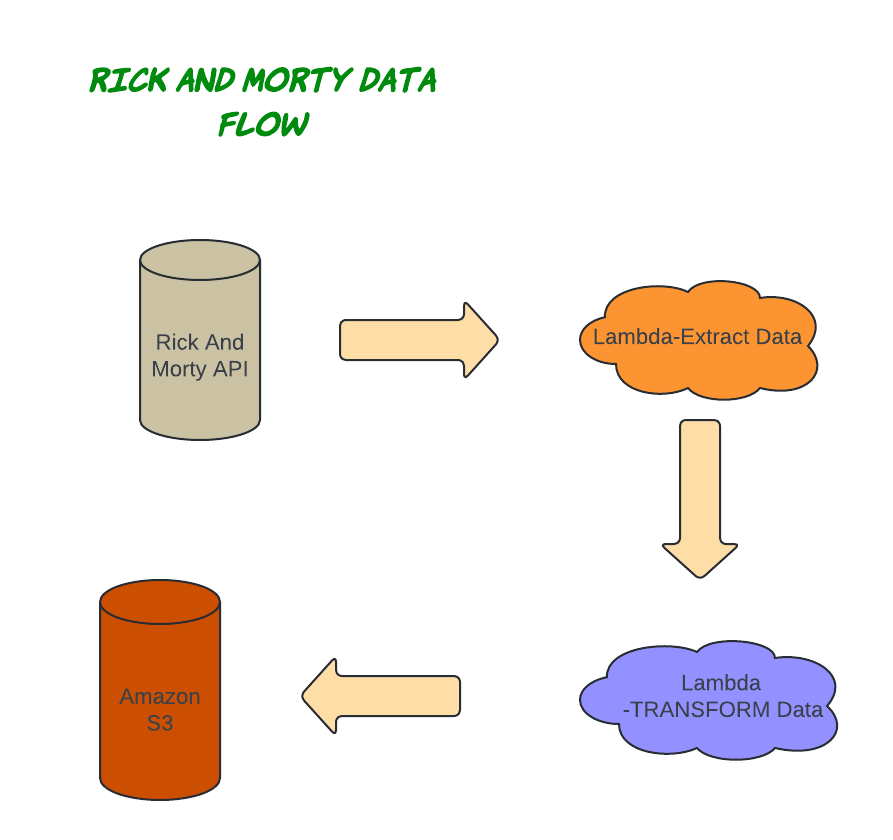 RICK AND MORTY DATA
FLOW
Rick And
Morty API
Lambda-Extract Data
Lambda
-TRANSFORM Data
Amazon
S3